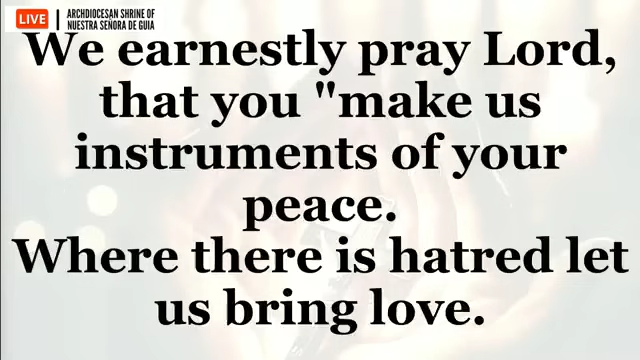 LIVE
ARCHDIOCESAN SHRINE OF
NUESTRA SEÑORA DE GUIA
We earnestly pray Lord,
that you "make us
instruments of your
peace.
Where there is hatred let
us bring love.